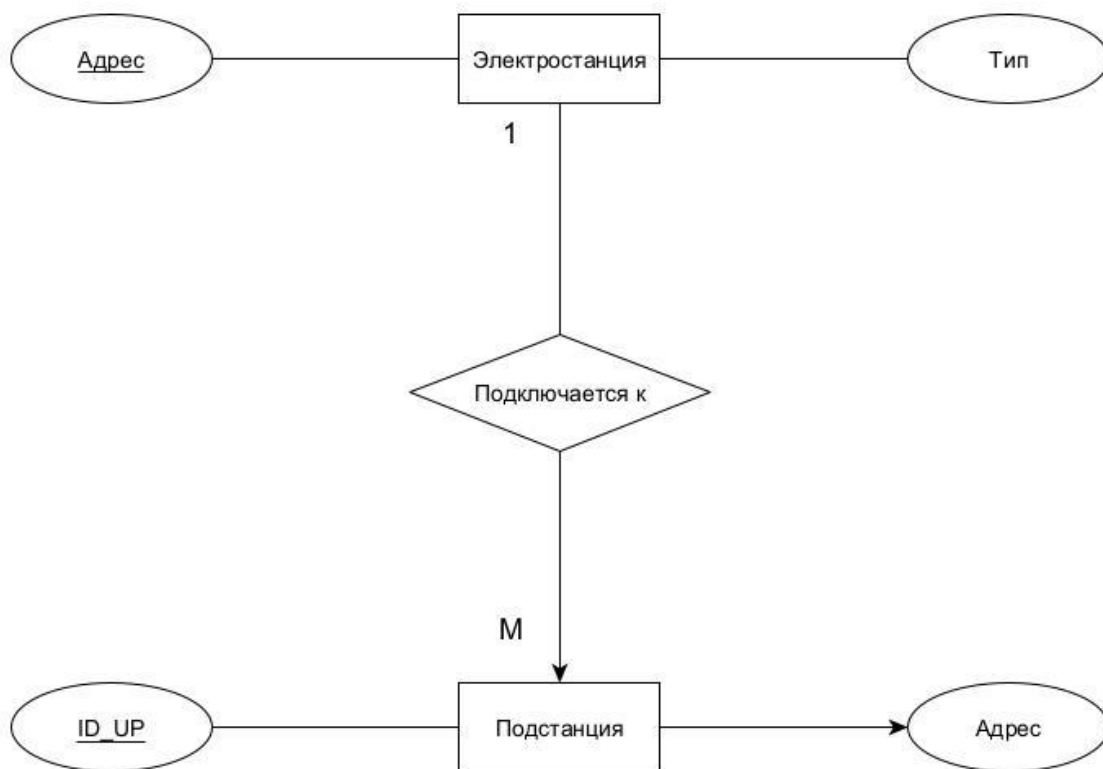 Адрес
Электростанция
Тип
1
Подключается к
M
ID_UP
Подстанция
Адрес